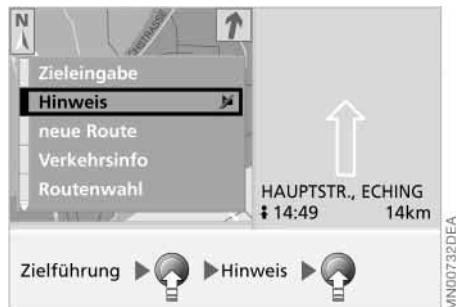 N
Zieleingabe
Hinweis
neue Route
Verkehrsinfo
Routenwahl
HAUPTSTR., ECHING
14:49 14km
Zielführung Hinweis
MN00732DEA